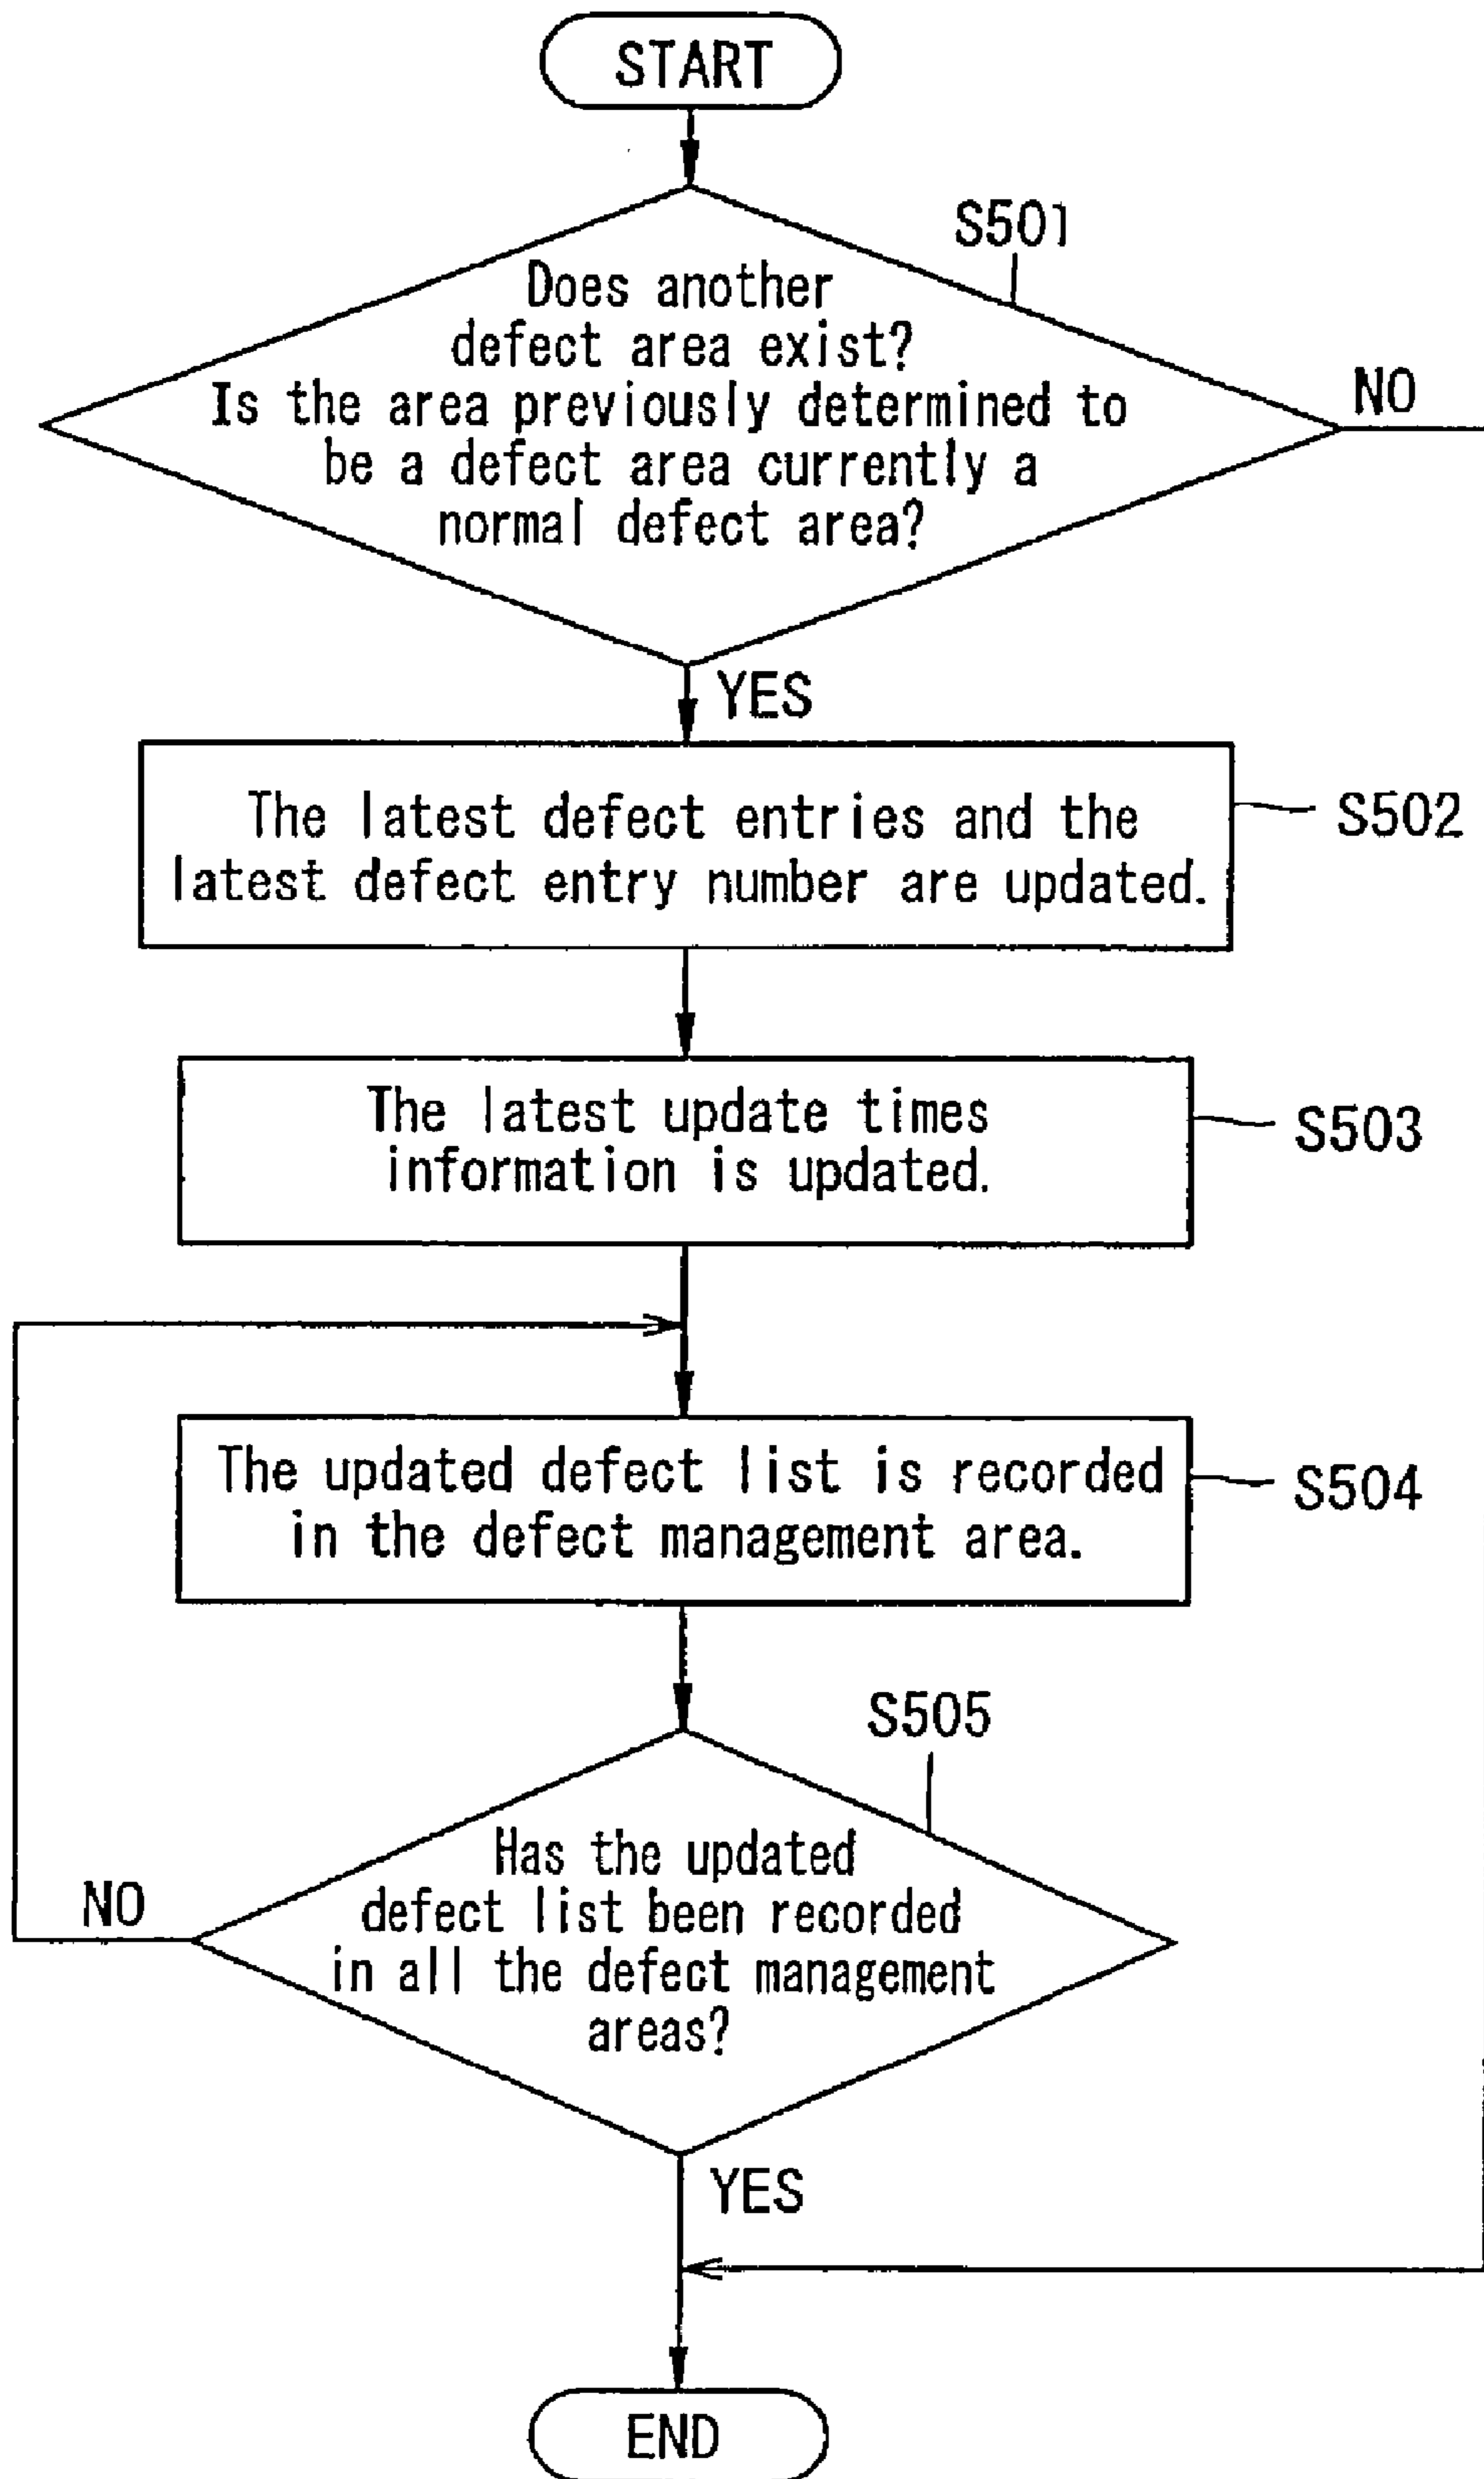 START
S501
Does another
defect area exist?
Is the area previously determined to
be a defect area currently a
normal defect area?
NO
YES
The latest defect entries and the
latest defect entry number are updated.
S502
The latest update times
information is updated.
S503
The updated defect list is recorded
in the defect management area.
S504
S505
Has the updated
defect list been recorded
in all the defect management
areas?
NO
YES
END